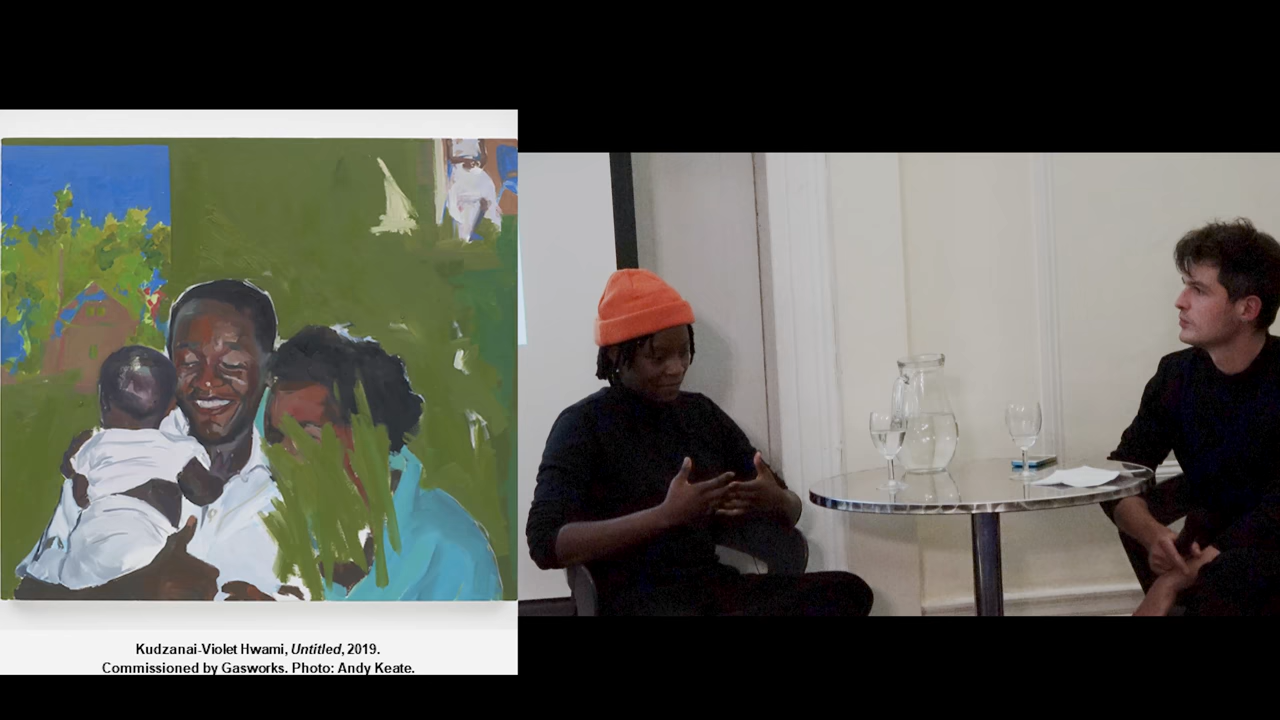 Kudzanai-Violet Hwami, Untitled, 2019.
Commissioned by Gasworks. Photo: Andy Keate.